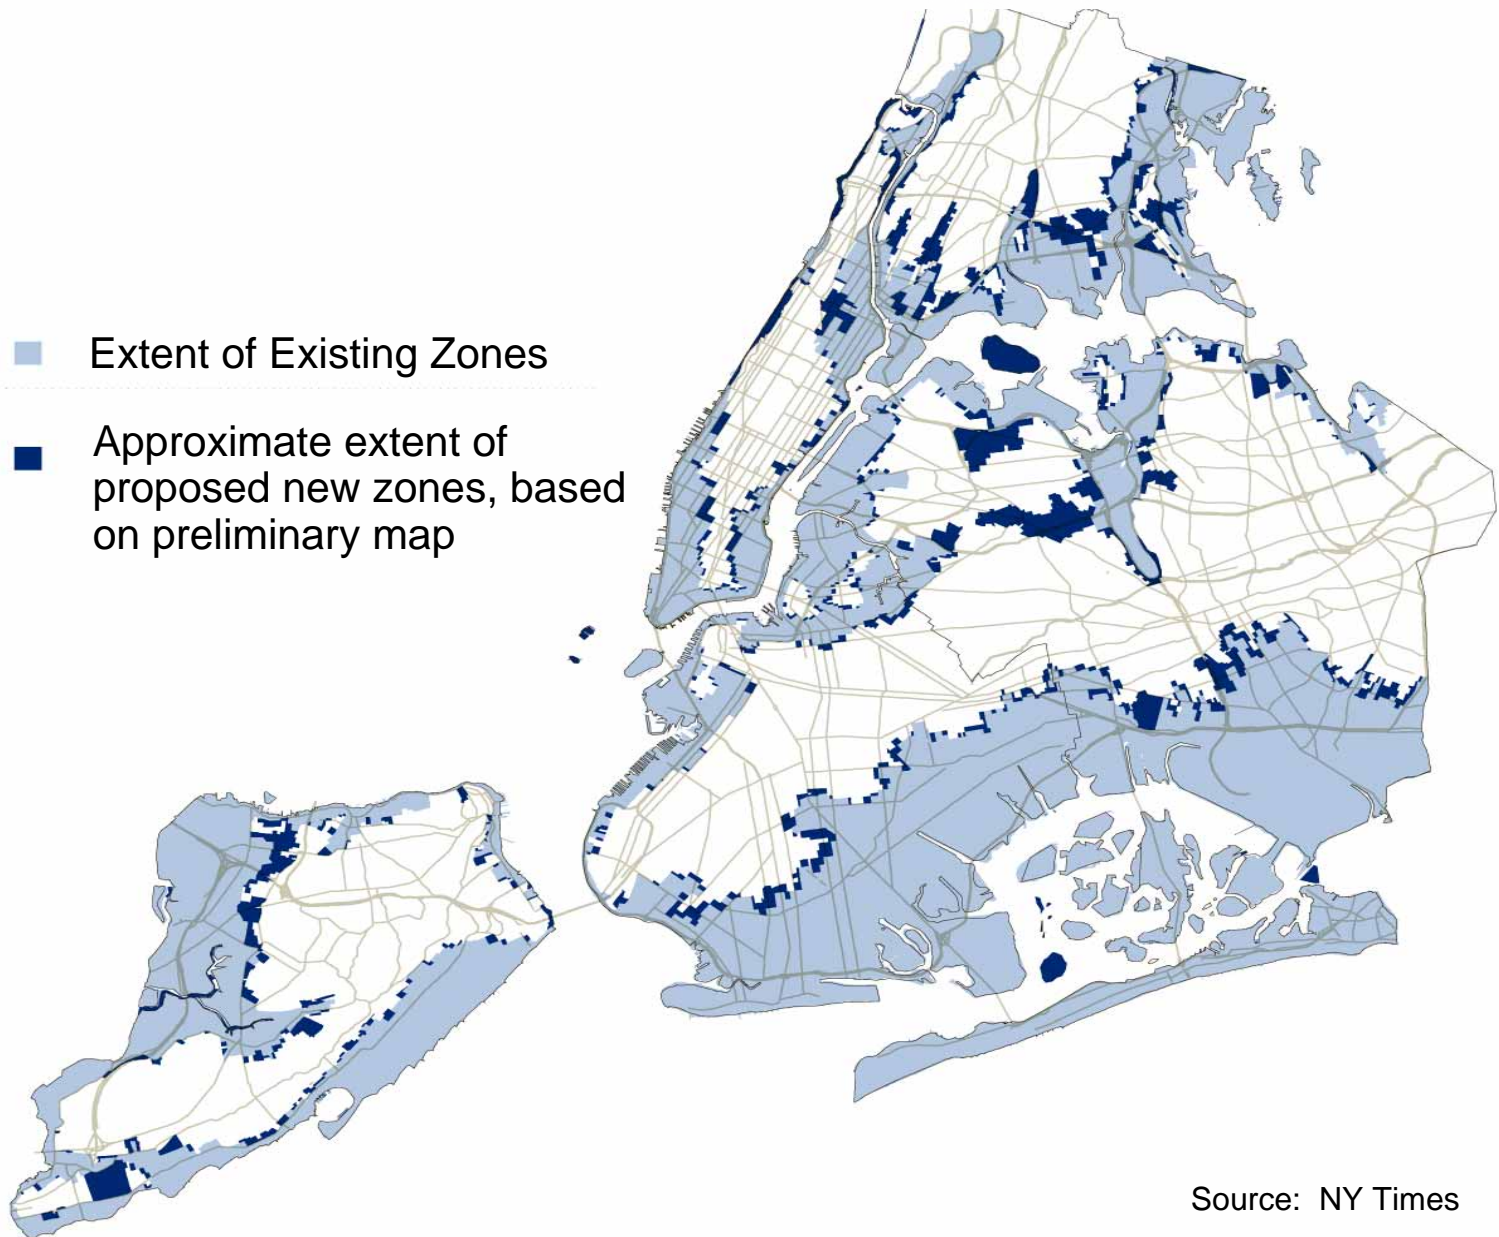 Extent of Existing Zones
Approximate extent of
proposed new zones, based
on preliminary map
Source: NY Times